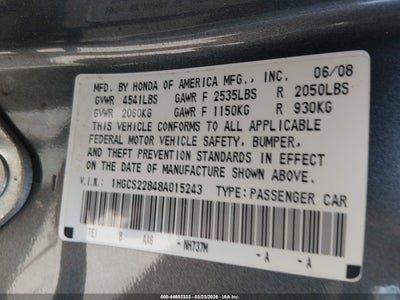 MFD. BY HONDA OF AMERICA MFG., INC. 06/08
GVWR 4541LBS GAWR F 2535LBS R 2050LBS
GVWR 2060KG GAWR F 1150KG R 930KG
THIS VEHICLE CONFORMS TO ALL APPLICABLE
FEDERAL MOTOR VEHICLE SAFETY, BUMPER,
AND THEFT PREVENTION STANDARDS IN EFFECT
ON THE DATE OF MANUFACTURE SHOWN ABOVE.
V.I.N.: 1HGCS22848A015243 TYPE: PASSENGER CAR
TE1 B AAG NH737M -A -A
000-44693333 - 03/23/2026 - IAA Inc.